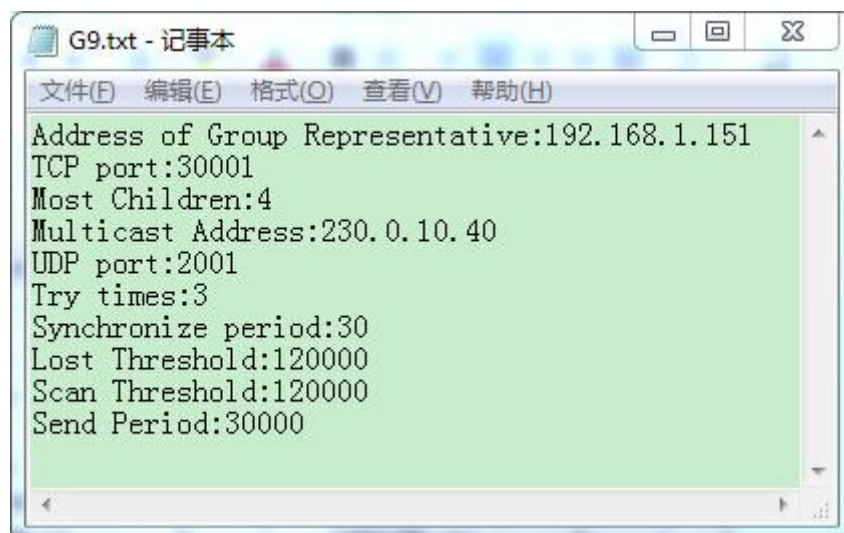 G9.txt - 记事本
文件(F) 编辑(E) 格式(O) 查看(V) 帮助(H)
Address of Group Representative:192.168.1.151
TCP port:30001
Most Children:4
Multicast Address:230.0.10.40
UDP port:2001
Try times:3
Synchronize period:30
Lost Threshold:120000
Scan Threshold:120000
Send Period:30000